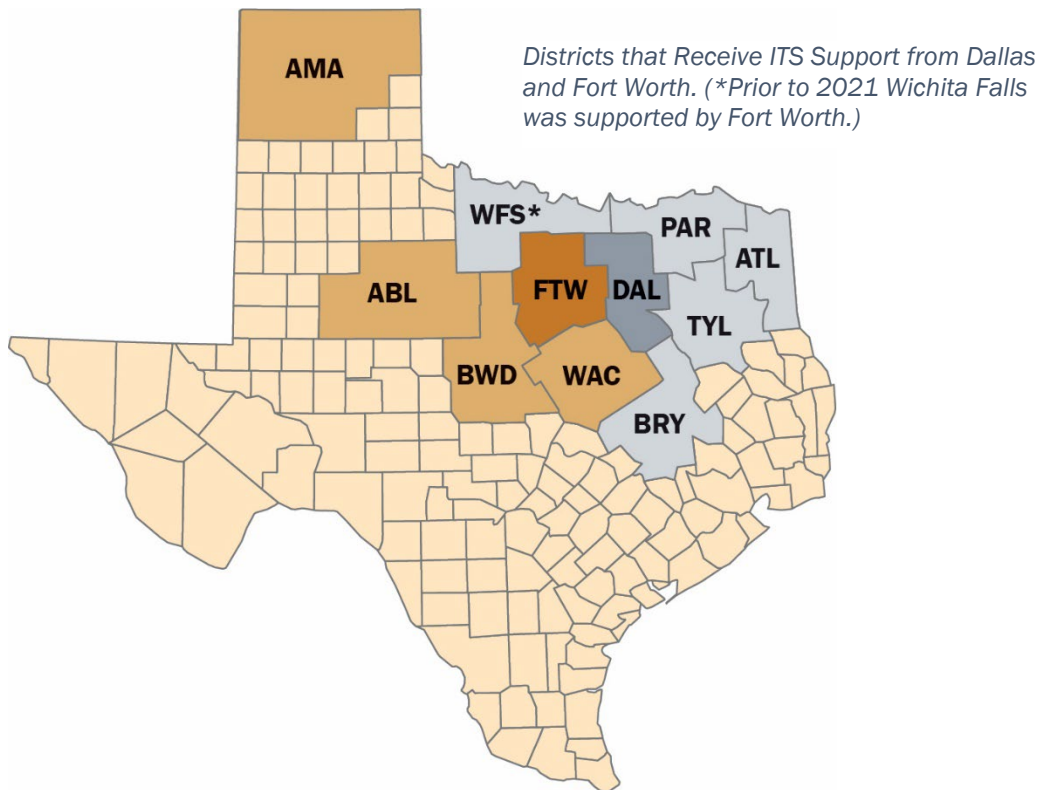 AMA
Districts that Receive ITS Support from Dallas
and Fort Worth. (*Prior to 2021 Wichita Falls
was supported by Fort Worth.)
WFS*
PAR
ATL
ABL
FTW
DAL
TYL
BWD
WAC
BRY